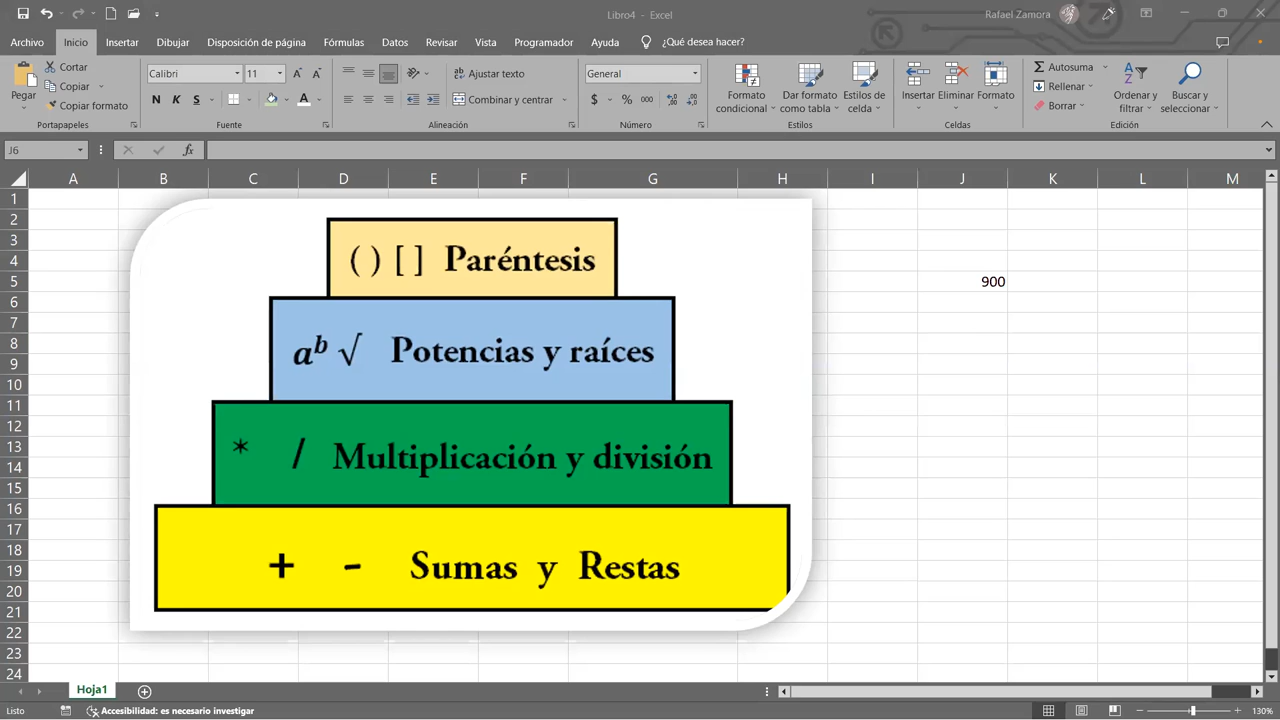 Libro4 - Excel
Rafael Zamora
Archivo Inicio Insertar Dibujar Disposición de página Fórmulas Datos Revisar Vista Programador Ayuda ¿Qué desea hacer?
Pegar
Cortar
Copiar
Copiar formato
Portapapeles
Calibri 11
N K S A
Fuente
Ajustar texto
Combinar y centrar
Alineación
General
$ % 000
Número
Formato condicional
Dar formato como tabla
Estilos de celda
Estilos
Insertar Eliminar Formato
Celdas
Autosuma
Rellenar
Borrar
Ordenar y filtrar
Buscar y seleccionar
Edición
J6 fx
A B C D E F G H I J K L M
1
2
3
4
5
6
7
8
9
10
11
12
13
14
15
16
17
18
19
20
21
22
23
24
( ) [ ] Paréntesis
aᵇ √ Potencias y raíces
* / Multiplicación y división
+ - Sumas y Restas
900
Hoja1
Listo
Accesibilidad: es necesario investigar
130%